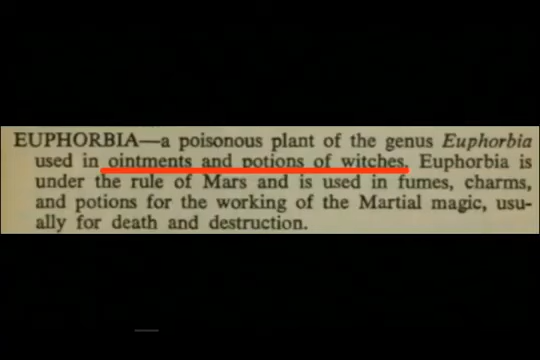 EUPHORBIA—a poisonous plant of the genus Euphorbia
used in ointments and potions of witches. Euphorbia is
under the rule of Mars and is used in fumes, charms,
and potions for the working of the Martial magic, usu-
ally for death and destruction.